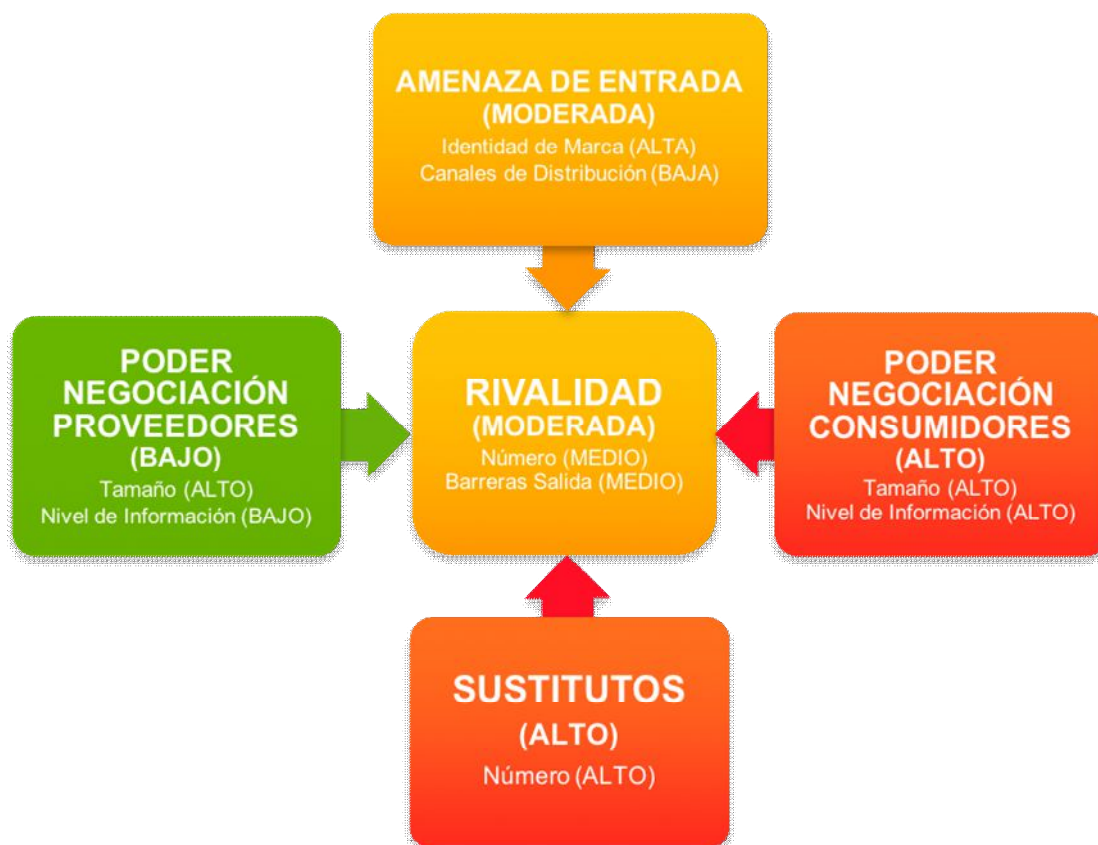 AMENAZA DE ENTRADA
(MODERADA)
Identidad de Marca (ALTA)
Canales de Distribución (BAJA)
PODER
NEGOCIACIÓN
PROVEEDORES
(BAJO)
Tamaño (ALTO)
Nivel de Información (BAJO)
RIVALIDAD
(MODERADA)
Número (MEDIO)
Barreras Salida (MEDIO)
PODER
NEGOCIACIÓN
CONSUMIDORES
(ALTO)
Tamaño (ALTO)
Nivel de Información (ALTO)
SUSTITUTOS
(ALTO)
Número (ALTO)